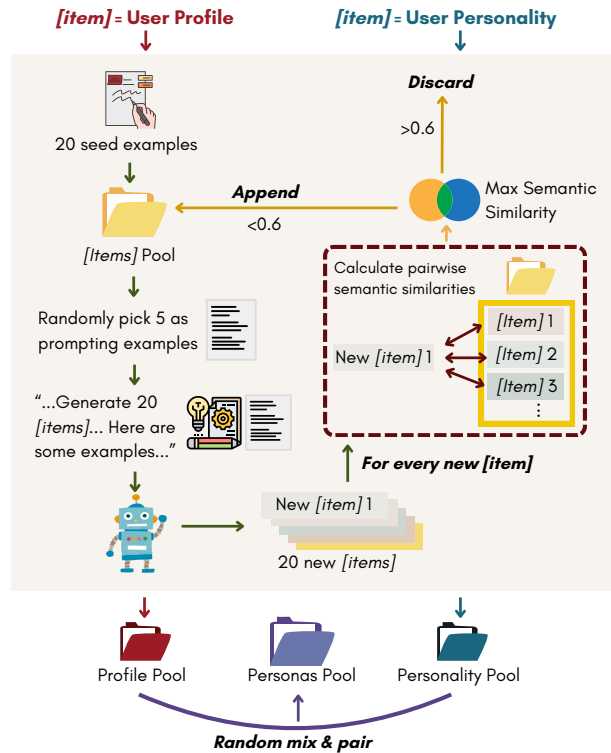 [item] = User Profile
[item] = User Personality
20 seed examples
Discard
>0.6
Append
<0.6
Max Semantic
Similarity
[Items] Pool
Calculate pairwise
semantic similarities
New [item] 1
[Item] 1
[Item] 2
[Item] 3
⋮
Randomly pick 5 as
prompting examples
"...Generate 20
[items]... Here are
some examples..."
For every new [item]
New [item] 1
20 new [items]
Profile Pool
Personas Pool
Personality Pool
Random mix & pair